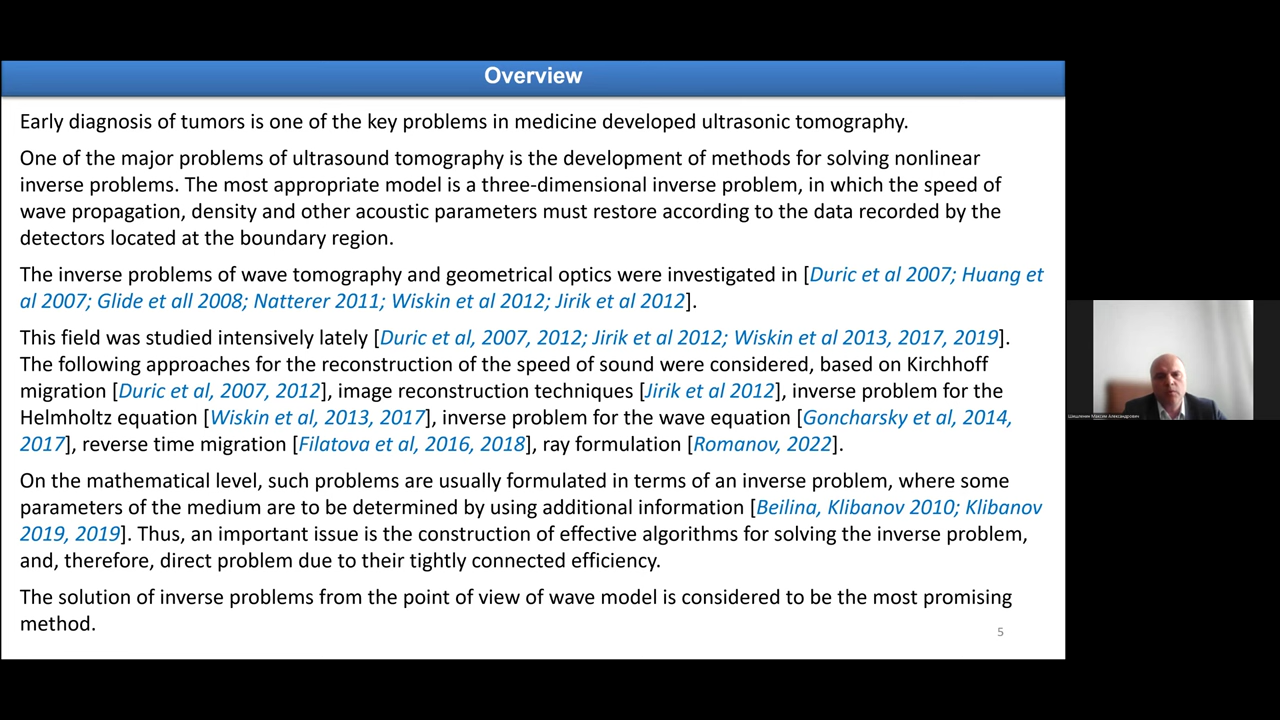 Overview
Early diagnosis of tumors is one of the key problems in medicine developed ultrasonic tomography.
One of the major problems of ultrasound tomography is the development of methods for solving nonlinear
inverse problems. The most appropriate model is a three-dimensional inverse problem, in which the speed of
wave propagation, density and other acoustic parameters must restore according to the data recorded by the
detectors located at the boundary region.
The inverse problems of wave tomography and geometrical optics were investigated in [Duric et al 2007; Huang et
al 2007; Glide et all 2008; Natterer 2011; Wiskin et al 2012; Jirik et al 2012].
This field was studied intensively lately [Duric et al, 2007, 2012; Jirik et al 2012; Wiskin et al 2013, 2017, 2019].
The following approaches for the reconstruction of the speed of sound were considered, based on Kirchhoff
migration [Duric et al, 2007, 2012], image reconstruction techniques [Jirik et al 2012], inverse problem for the
Helmholtz equation [Wiskin et al, 2013, 2017], inverse problem for the wave equation [Goncharsky et al, 2014,
2017], reverse time migration [Filatova et al, 2016, 2018], ray formulation [Romanov, 2022].
On the mathematical level, such problems are usually formulated in terms of an inverse problem, where some
parameters of the medium are to be determined by using additional information [Beilina, Klibanov 2010; Klibanov
2019, 2019]. Thus, an important issue is the construction of effective algorithms for solving the inverse problem,
and, therefore, direct problem due to their tightly connected efficiency.
The solution of inverse problems from the point of view of wave model is considered to be the most promising
method.
5
Шишленин Максим Александрович